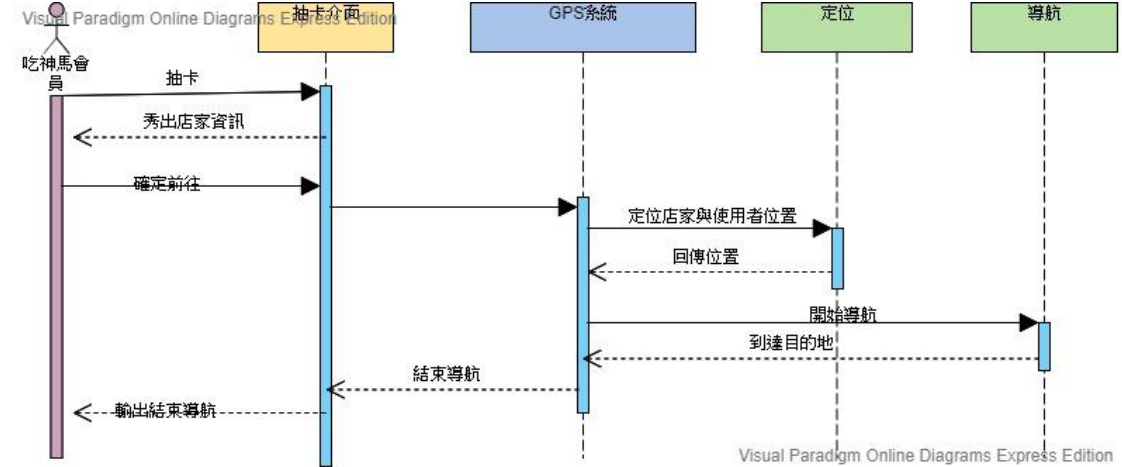 Visual Paradigm Online Diagrams Express Edition
抽卡介面
GPS系統
定位
導航
吃神馬會
員
抽卡
秀出店家資訊
確定前往
定位店家與使用者位置
回傳位置
開始導航
到達目的地
結束導航
輸出結束導航
Visual Paradigm Online Diagrams Express Edition